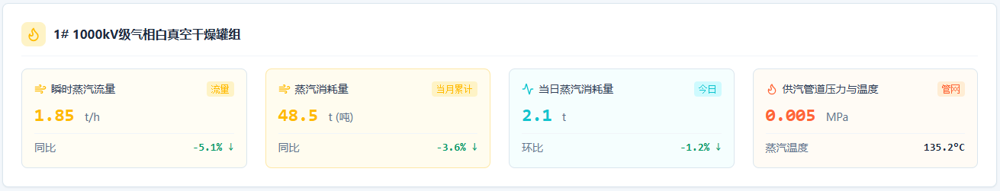 1# 1000kV级气相白真空干燥罐组
瞬时蒸汽流量 流量
1.85 t/h
同比 -5.1% ↓
蒸汽消耗量 当月累计
48.5 t (吨)
同比 -3.6% ↓
当日蒸汽消耗量 今日
2.1 t
环比 -1.2% ↓
供汽管道压力与温度 管网
0.005 MPa
蒸汽温度 135.2°C